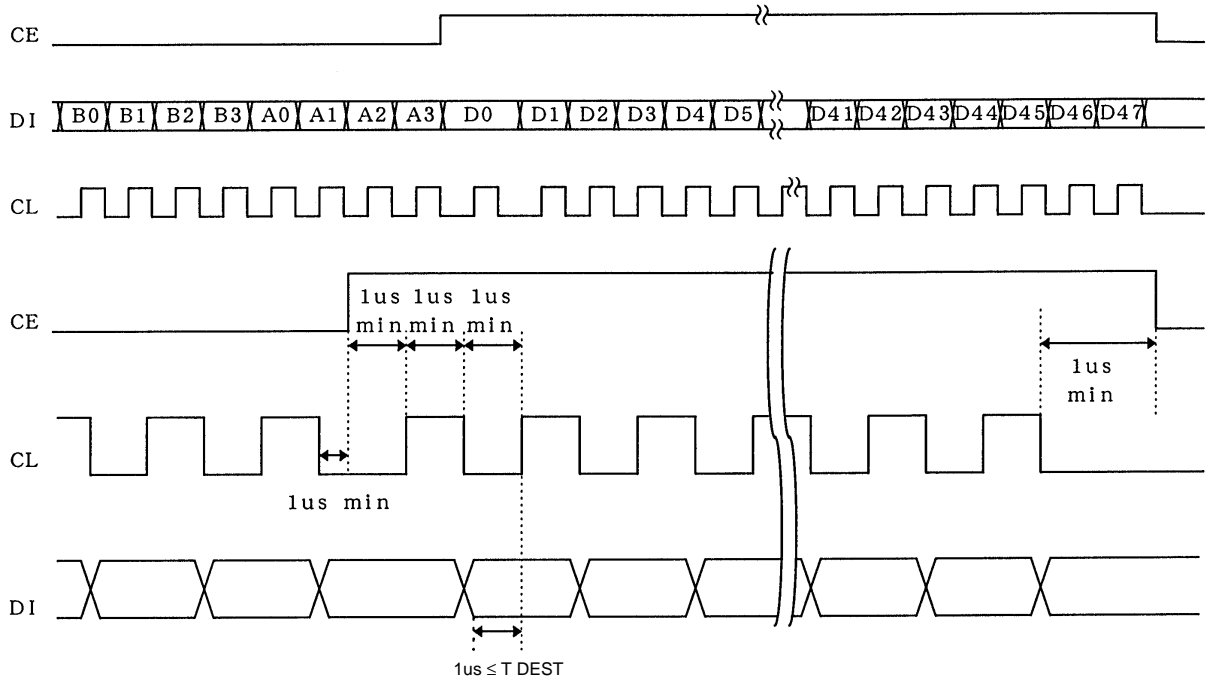 CE
DI B0 B1 B2 B3 A0 A1 A2 A3 D0 D1 D2 D3 D4 D5 D41 D42 D43 D44 D45 D46 D47
CL
CE
1us 1us 1us
min min min
1us
min
CL
1us min
DI
1us ≤ T DEST